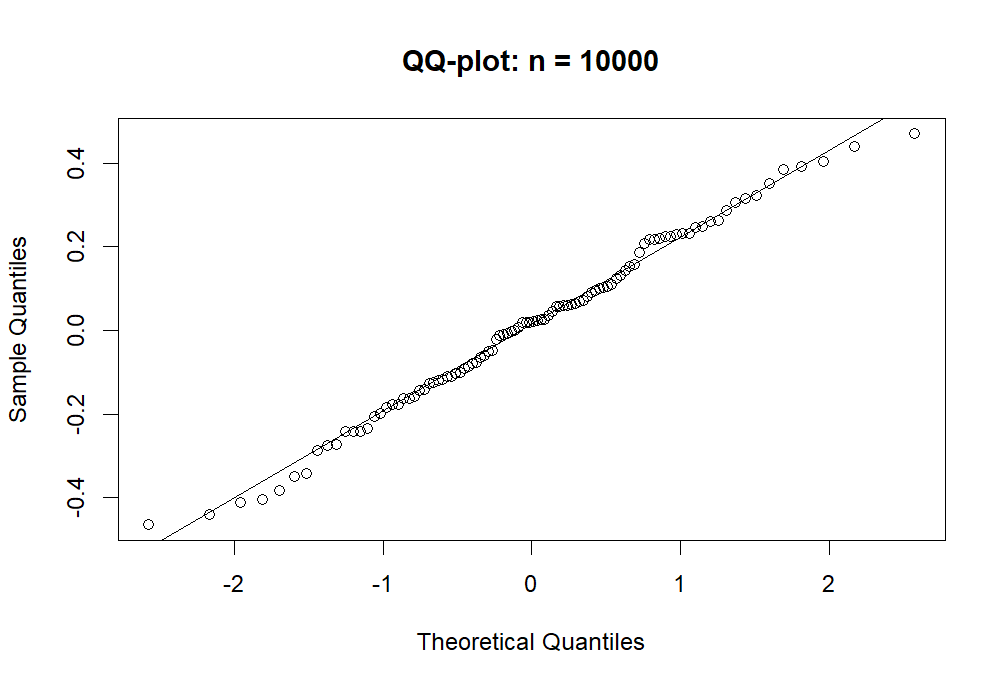 QQ-plot: n = 10000
Sample Quantiles
0.4
0.2
0.0
-0.2
-0.4
-2 -1 0 1 2
Theoretical Quantiles